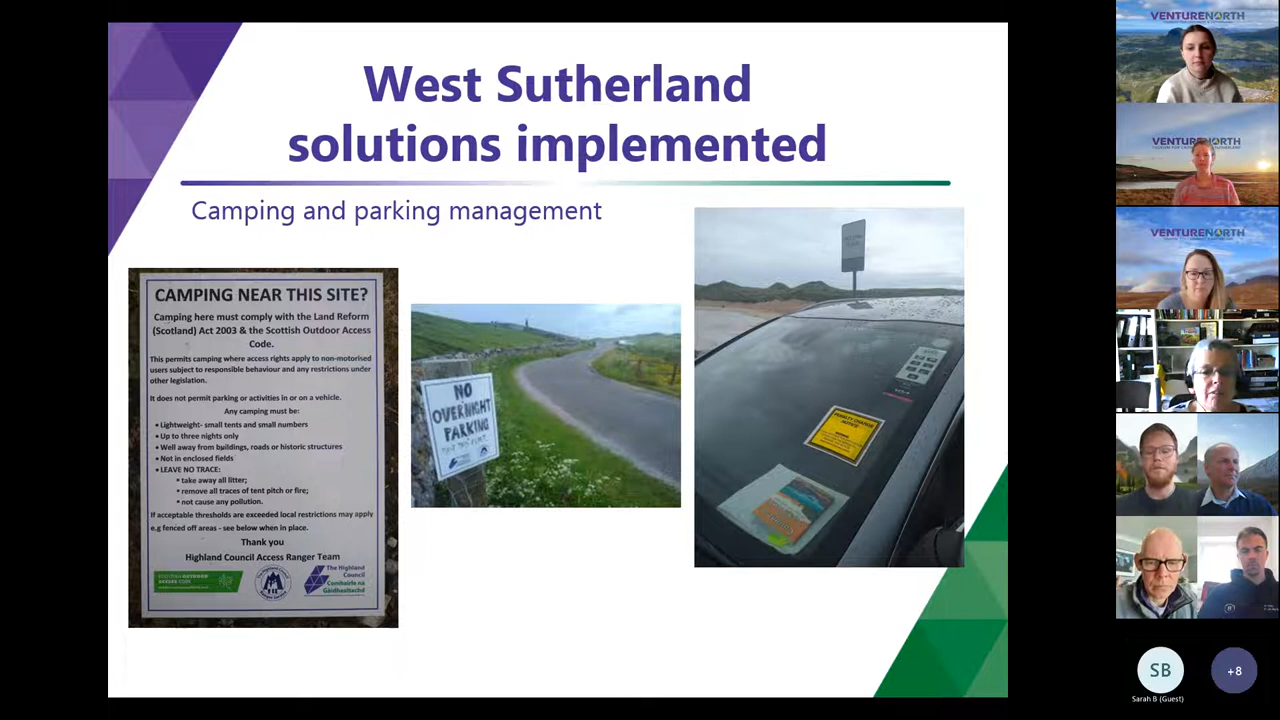 West Sutherland
solutions implemented
Camping and parking management
CAMPING NEAR THIS SITE?
Camping here must comply with the Land Reform
(Scotland) Act 2003 & the Scottish Outdoor Access
Code.
This permits camping where access rights apply to non-motorised
users subject to responsible behaviour and any restrictions under
other legislation.
It does not permit parking or activities in or on a vehicle.
Any camping must be:
• Lightweight- small tents and small numbers
• Up to three nights only
• Well away from buildings, roads or historic structures
• Not in enclosed fields
• LEAVE NO TRACE:
• take away all litter;
• remove all traces of tent pitch or fire;
• not cause any pollution.
If acceptable thresholds are exceeded local restrictions may apply
e.g fenced off areas - see below when in place.
Thank you
Highland Council Access Ranger Team
SCOTTISH OUTDOOR
ACCESS CODE
The Highland
Council
Comhairle na
Gàidhealtachd
NO
OVERNIGHT
PARKING
PENALTY CHARGE
NOTICE
VENTURENORTH
VENTURENORTH
VENTURENORTH
SB
+8
Sarah B (Guest)